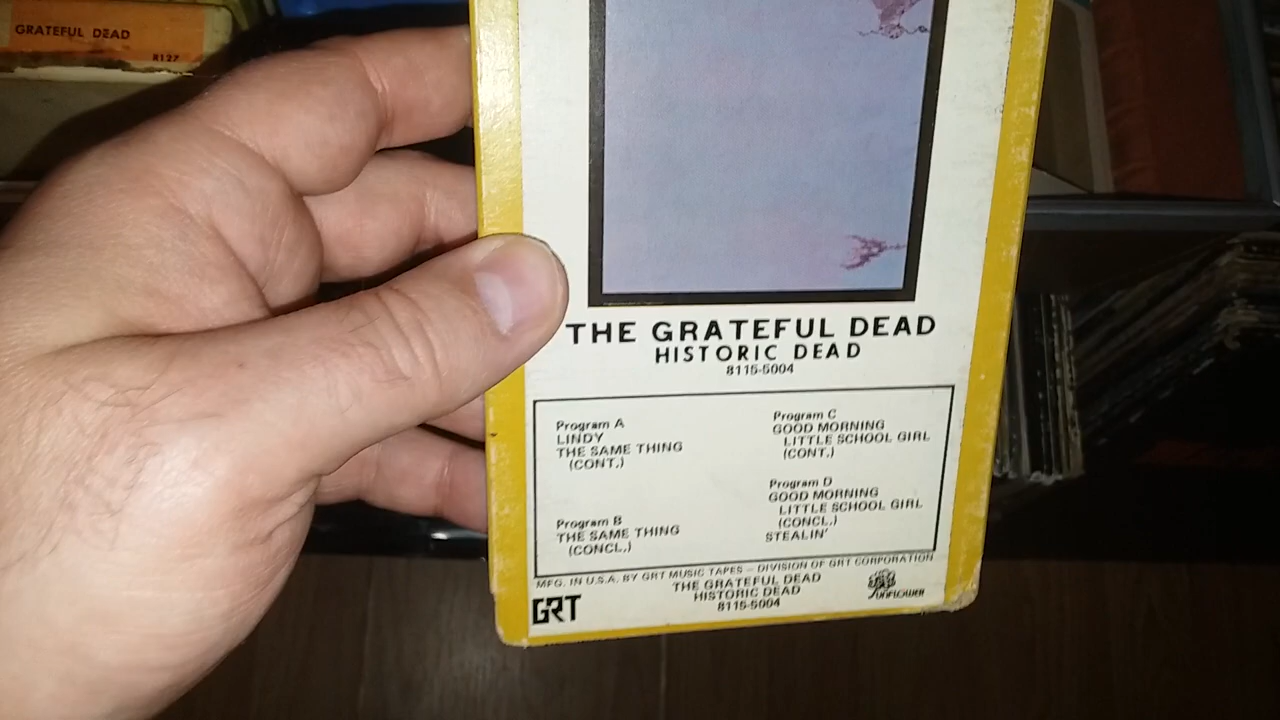 GRATEFUL DEAD
8127
THE GRATEFUL DEAD
HISTORIC DEAD
8115-5004
Program A
LINDY
THE SAME THING
(CONT.)
Program B
THE SAME THING
(CONCL.)
Program C
GOOD MORNING
LITTLE SCHOOL GIRL
(CONT.)
Program D
GOOD MORNING
LITTLE SCHOOL GIRL
(CONCL.)
STEALIN'
MFG. IN U.S.A. BY GRT MUSIC TAPES – DIVISION OF GRT CORPORATION
GRT
THE GRATEFUL DEAD
HISTORIC DEAD
8115-5004
SUNFLOWER